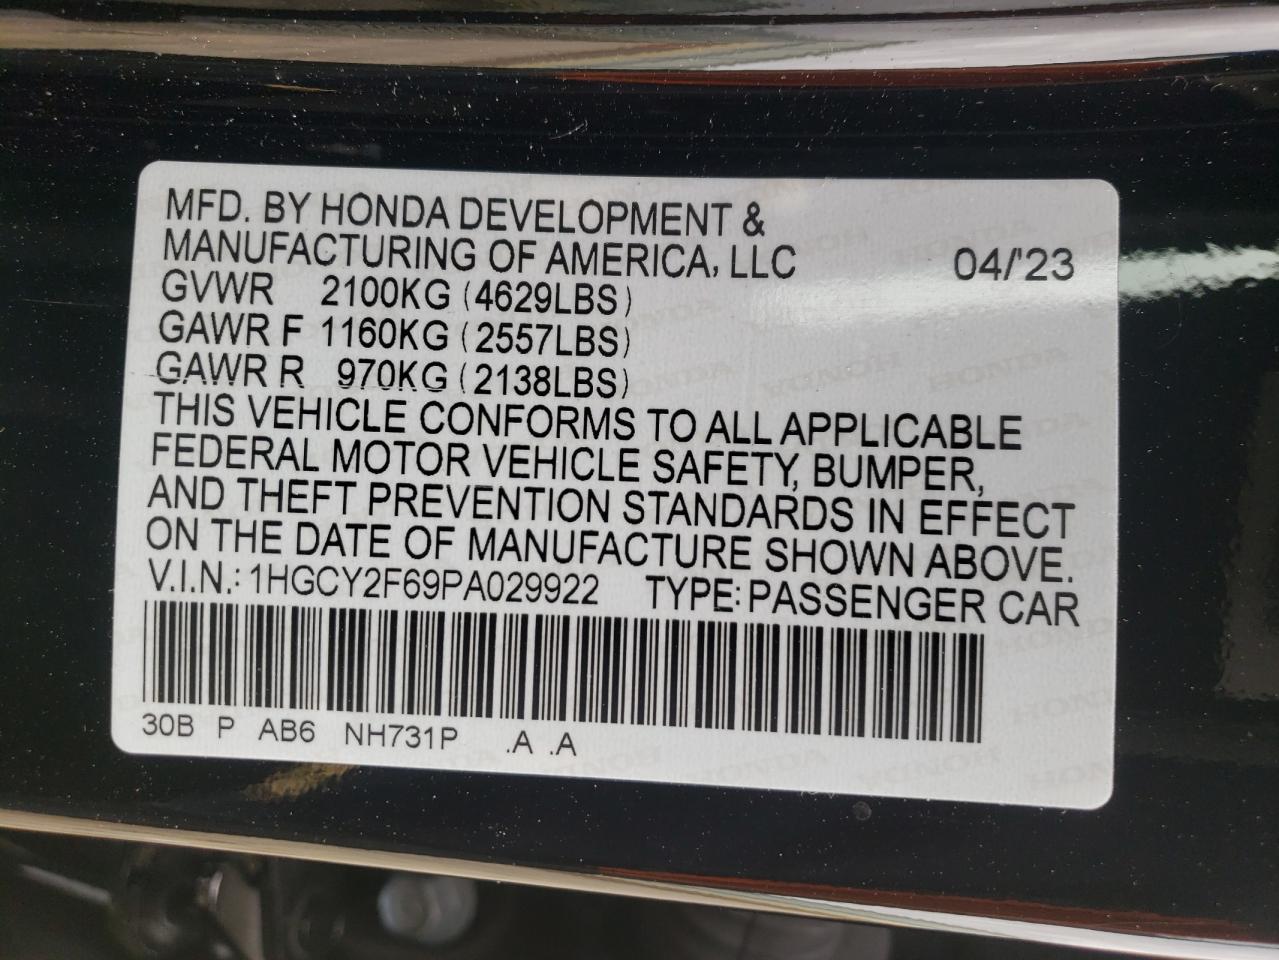 MFD. BY HONDA DEVELOPMENT &
MANUFACTURING OF AMERICA, LLC 04/'23
GVWR 2100KG (4629LBS)
GAWR F 1160KG (2557LBS)
GAWR R 970KG (2138LBS)
THIS VEHICLE CONFORMS TO ALL APPLICABLE
FEDERAL MOTOR VEHICLE SAFETY, BUMPER,
AND THEFT PREVENTION STANDARDS IN EFFECT
ON THE DATE OF MANUFACTURE SHOWN ABOVE.
V.I.N.: 1HGCY2F69PA029922 TYPE: PASSENGER CAR
30B P AB6 NH731P .A .A